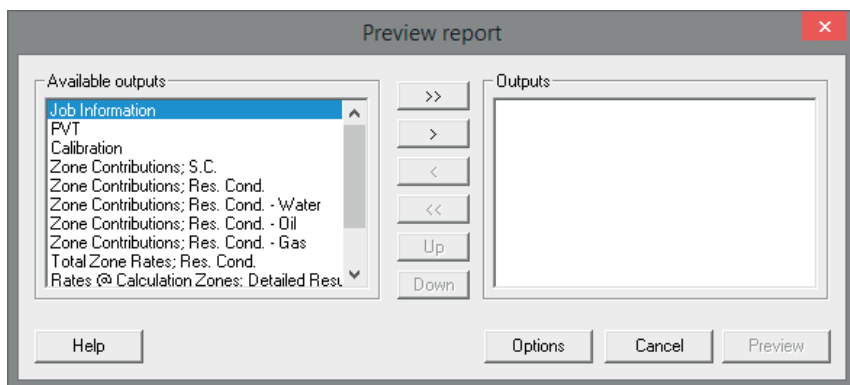 Preview report
Available outputs
Job Information
PVT
Calibration
Zone Contributions; S.C.
Zone Contributions; Res. Cond.
Zone Contributions; Res. Cond. - Water
Zone Contributions; Res. Cond. - Oil
Zone Contributions; Res. Cond. - Gas
Total Zone Rates; Res. Cond.
Rates @ Calculation Zones: Detailed Resu
>>
>
<
<<
Up
Down
Outputs
Help
Options
Cancel
Preview